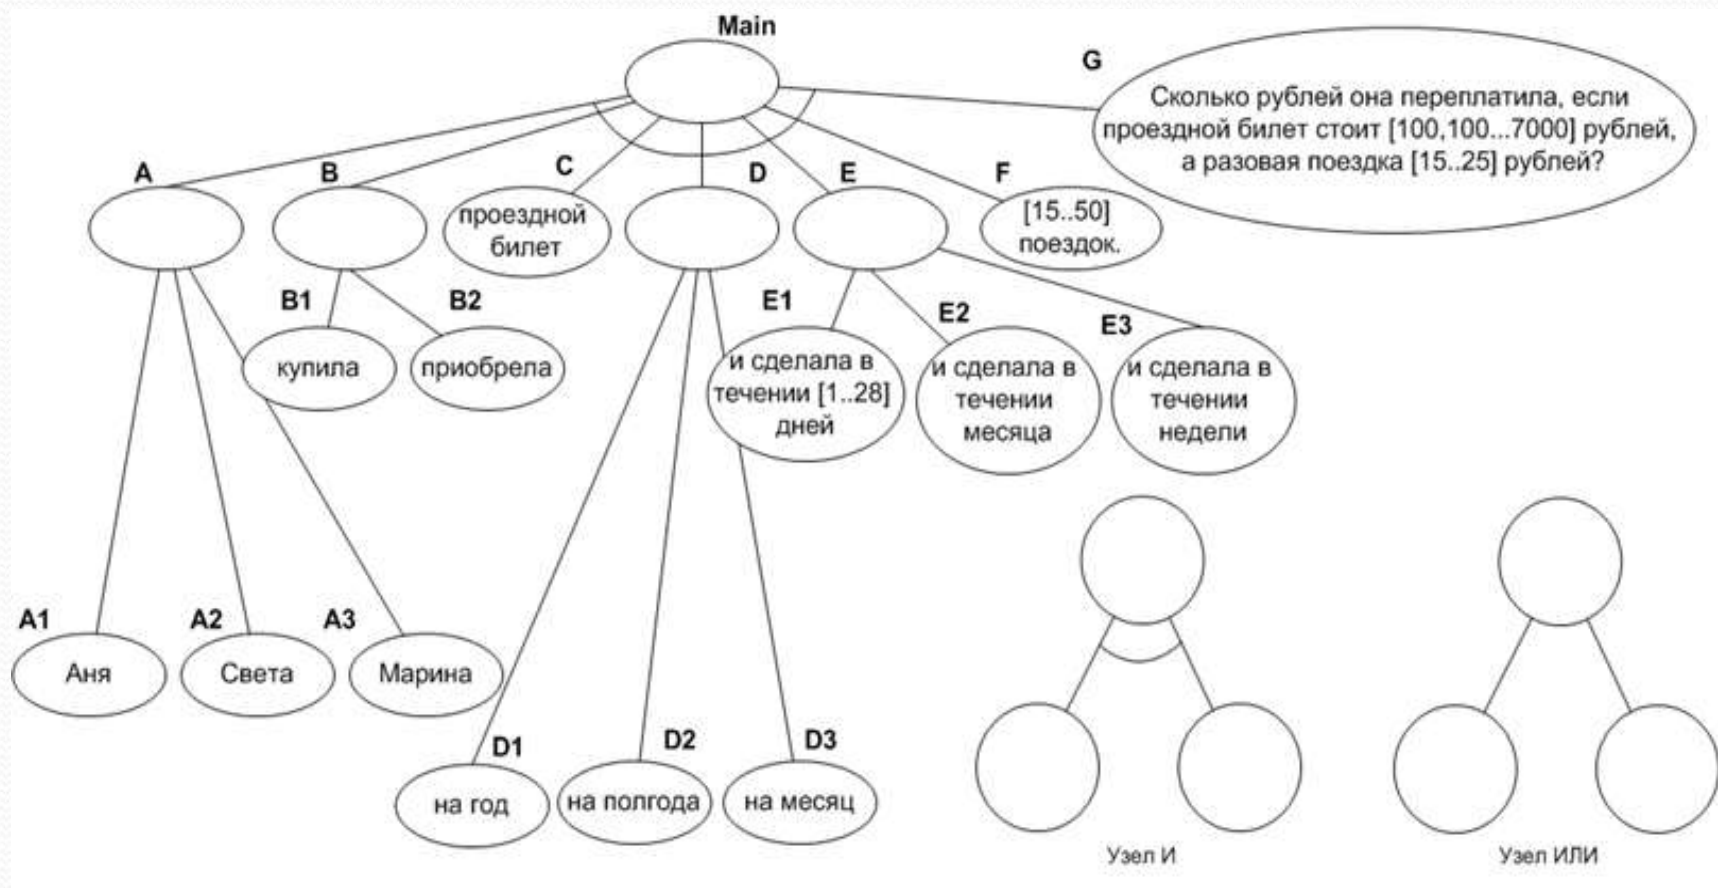 Main
G
Сколько рублей она переплатила, если
проездной билет стоит [100,100...7000] рублей,
а разовая поездка [15..25] рублей?
A
B
C
D
E
F
проездной
билет
[15..50]
поездок.
B1
B2
E1
E2
E3
купила
приобрела
и сделала в
течении [1..28]
дней
и сделала в
течении
месяца
и сделала в
течении
недели
A1
A2
A3
Аня
Света
Марина
D1
D2
D3
на год
на полгода
на месяц
Узел И
Узел ИЛИ